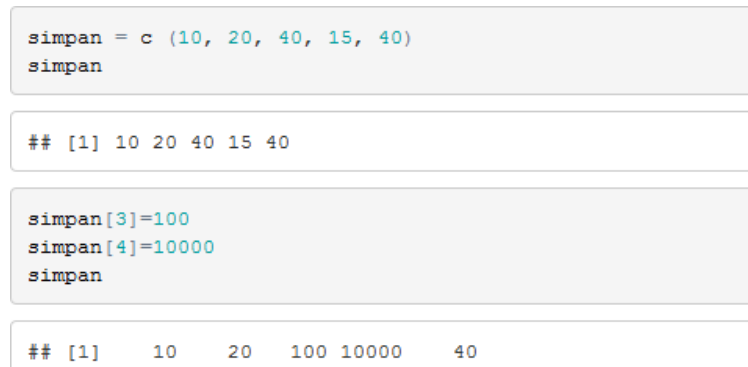 simpan = c (10, 20, 40, 15, 40)
simpan
## [1] 10 20 40 15 40
simpan[3]=100
simpan[4]=10000
simpan
## [1]    10    20   100 10000    40